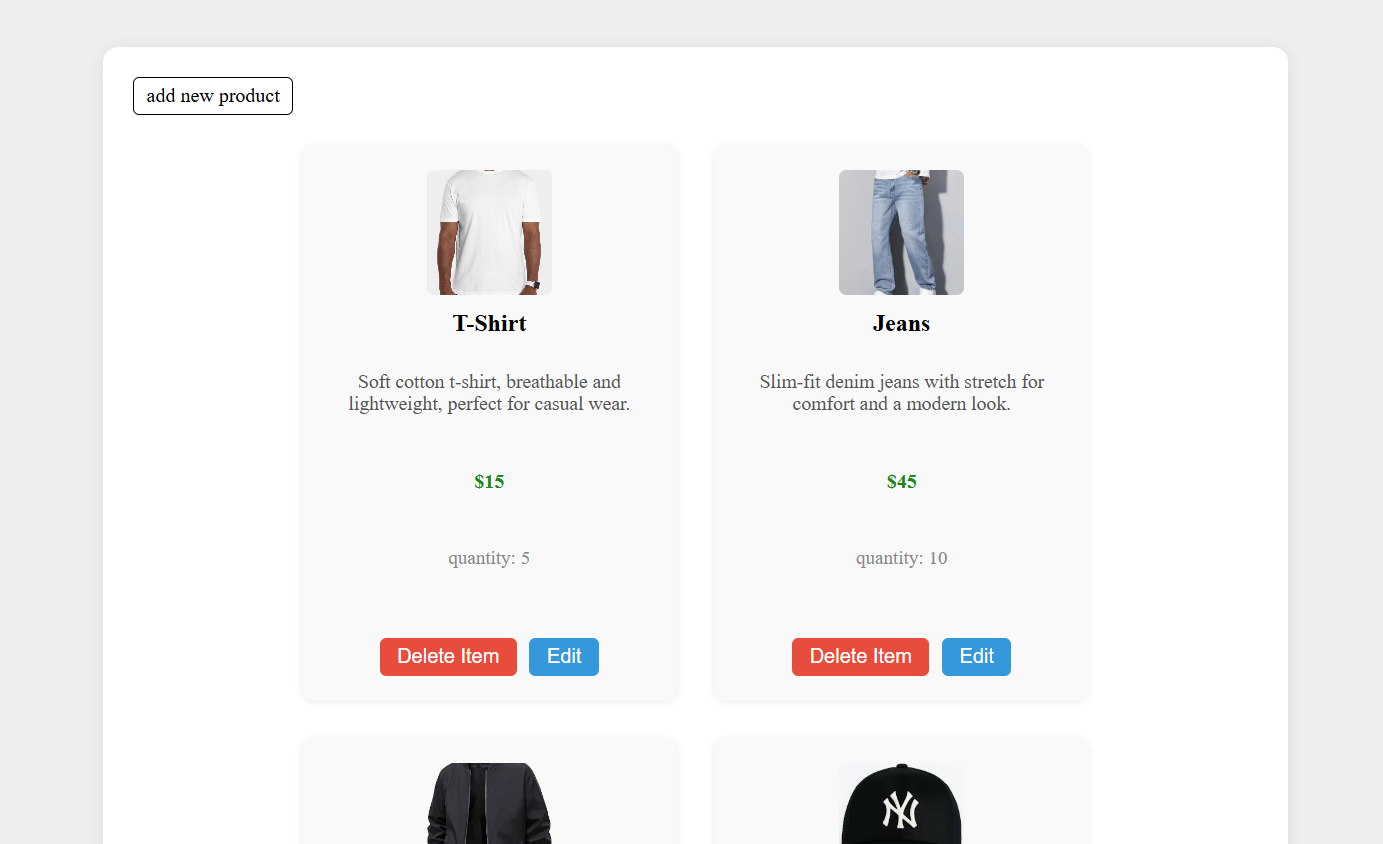 add new product
T-Shirt
Soft cotton t-shirt, breathable and
lightweight, perfect for casual wear.
$15
quantity: 5
Delete Item
Edit
Jeans
Slim-fit denim jeans with stretch for
comfort and a modern look.
$45
quantity: 10
Delete Item
Edit
NY